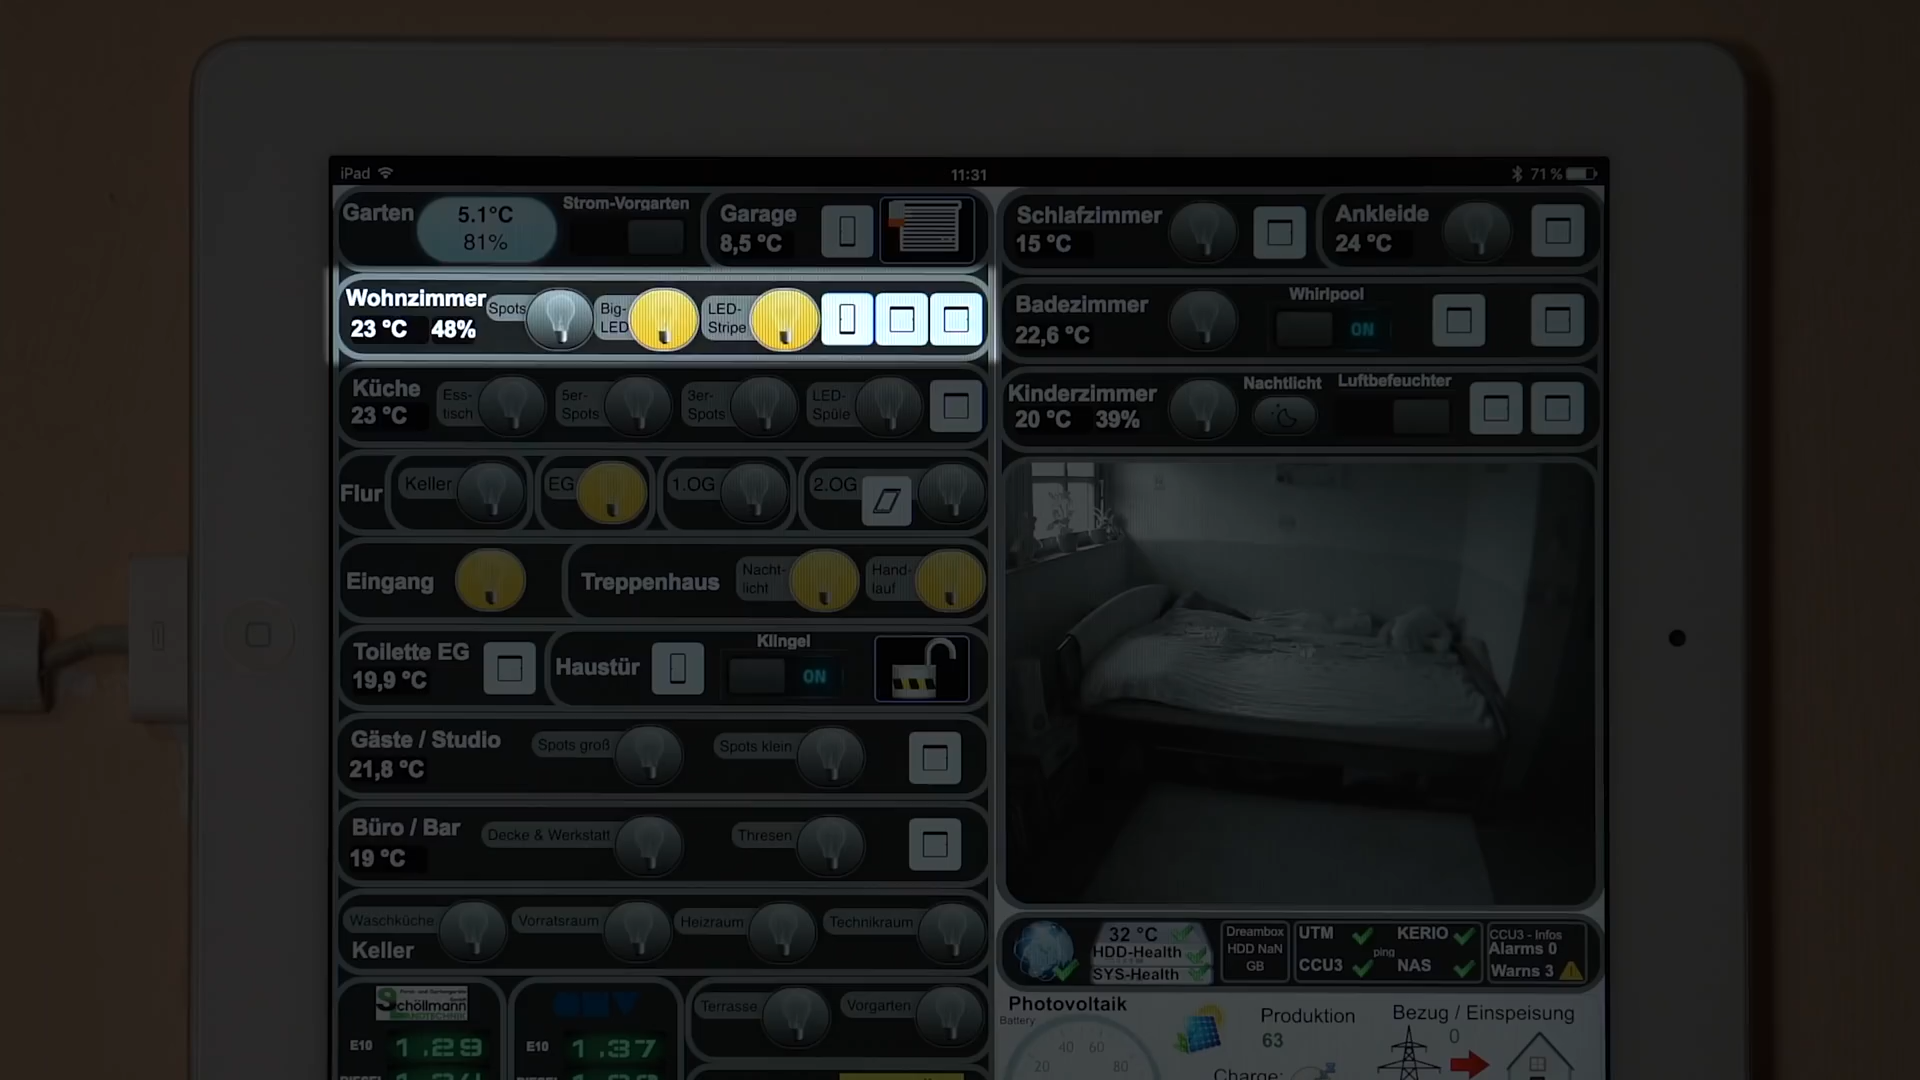 iPad 11:31 71 %
Garten 5.1°C Strom-Vorgarten Garage
81% 8,5 °C
Wohnzimmer Spots Big- LED-
23 °C 48% LED Stripe
Küche Ess- 5er- 3er- LED-
23 °C tisch Spots Spots Spüle
Flur Keller EG 1.OG 2.OG
Eingang Treppenhaus Nacht- Hand-
licht lauf
Toilette EG Haustür Klingel
19,9 °C ON
Gäste / Studio Spots groß Spots klein
21,8 °C
Büro / Bar Decke & Werkstatt Thresen
19 °C
Waschküche Vorratsraum Heizraum Technikraum
Keller
Schöllmann Terrasse Vorgarten
E10 1.29 E10 1.37
Schlafzimmer Ankleide
15 °C 24 °C
Badezimmer Whirlpool
22,6 °C ON
Kinderzimmer Nachtlicht Luftbefeuchter
20 °C 39%
32 °C Dreambox UTM KERIO CCU3 - Infos
HDD-Health HDD NaN ping Alarms 0
SYS-Health GB CCU3 NAS Warns 3
Photovoltaik Produktion Bezug / Einspeisung
Battery 63 0
40 60
20 80
Charge: